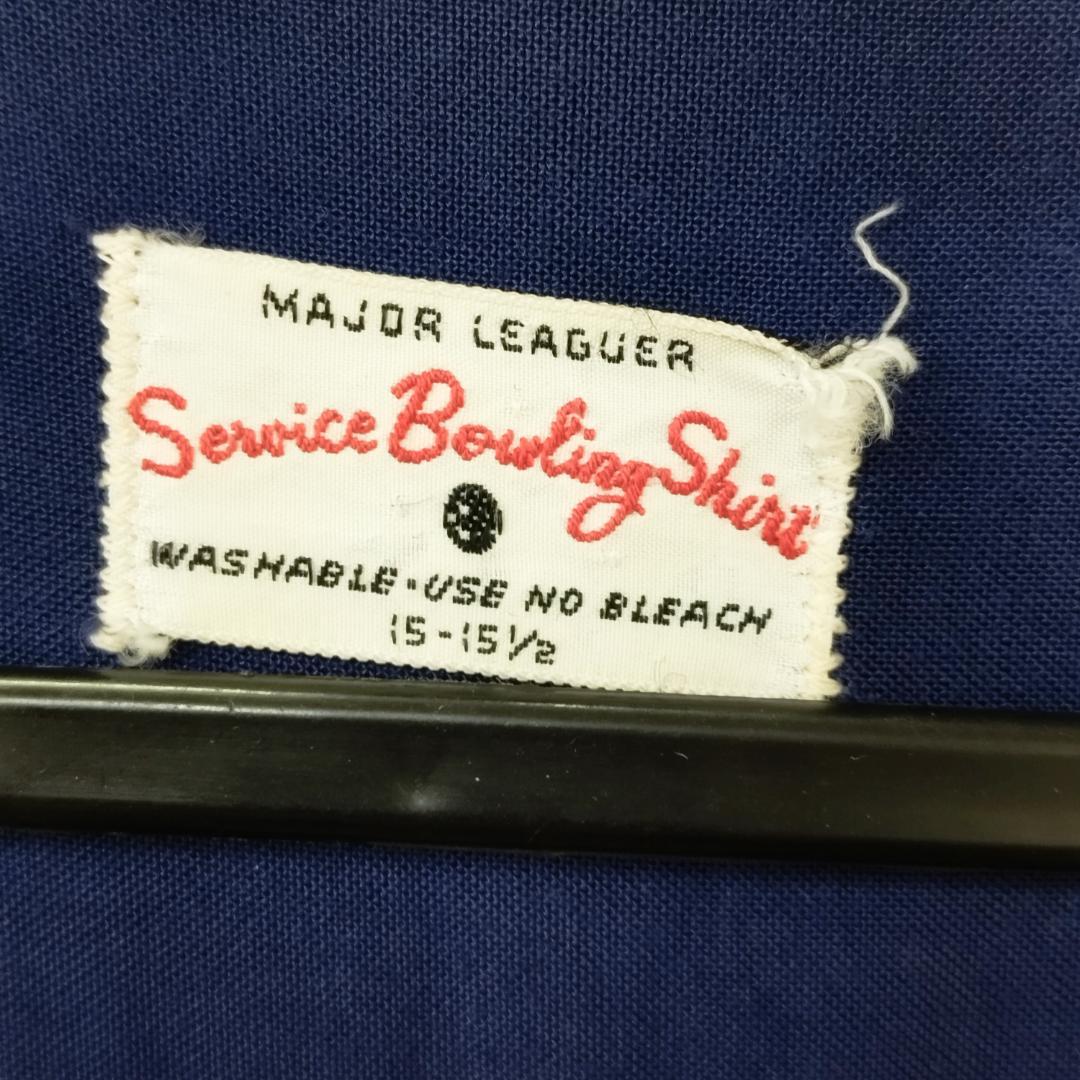 MAJOR LEAGUER
Service Bowling Shirt
WASHABLE·USE NO BLEACH
15-15½